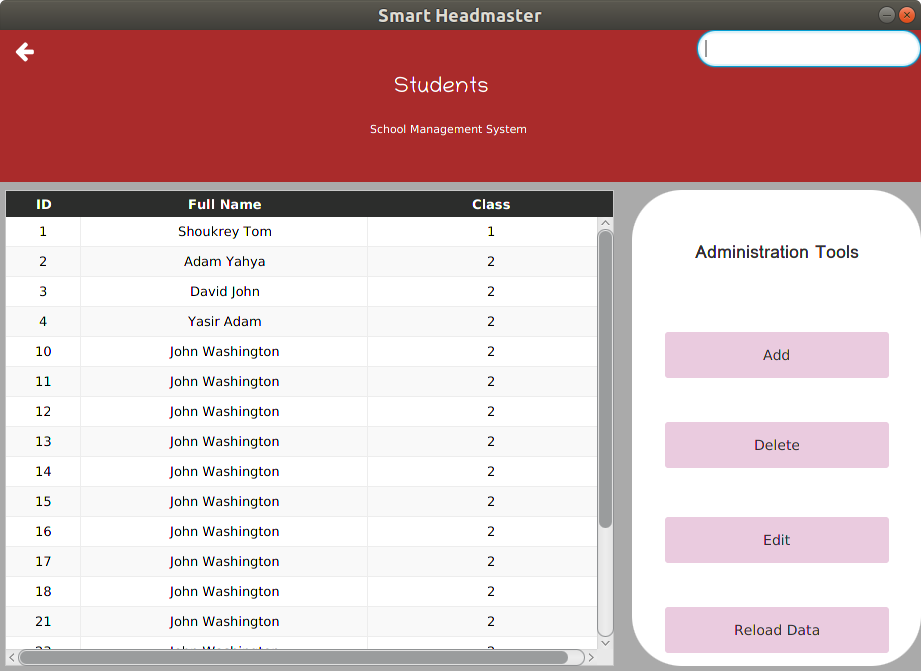 Smart Headmaster
Students
School Management System
ID Full Name Class
1 Shoukrey Tom 1
2 Adam Yahya 2
3 David John 2
4 Yasir Adam 2
10 John Washington 2
11 John Washington 2
12 John Washington 2
13 John Washington 2
14 John Washington 2
15 John Washington 2
16 John Washington 2
17 John Washington 2
18 John Washington 2
21 John Washington 2
Administration Tools
Add
Delete
Edit
Reload Data